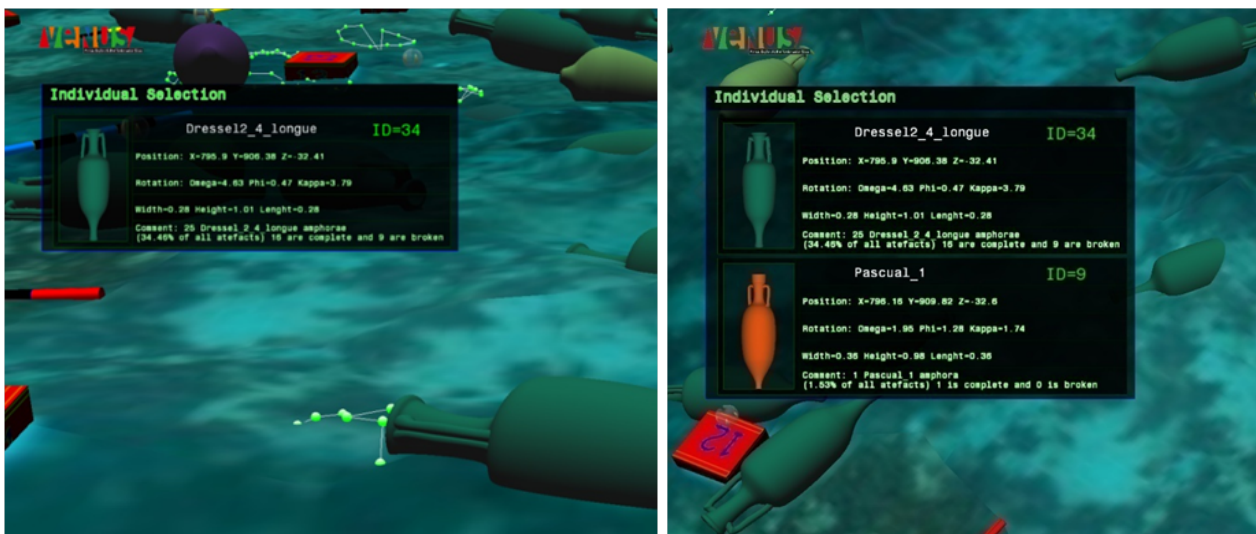 VENUS
Individual Selection
Dressel2_4_longue ID=34
Position: X=795.9 Y=906.38 Z=-32.41
Rotation: Omega=4.63 Phi=0.47 Kappa=3.79
Width=0.28 Height=1.01 Lenght=0.28
Comment: 25 Dressel_2_4_longue amphorae
(34.46% of all atefacts) 16 are complete and 9 are broken
VENUS
Individual Selection
Dressel2_4_longue ID=34
Position: X=795.9 Y=906.38 Z=-32.41
Rotation: Omega=4.63 Phi=0.47 Kappa=3.79
Width=0.28 Height=1.01 Lenght=0.28
Comment: 25 Dressel_2_4_longue amphorae
(34.46% of all atefacts) 16 are complete and 9 are broken
Pascual_1 ID=9
Position: X=796.16 Y=909.82 Z=-32.6
Rotation: Omega=1.95 Phi=1.28 Kappa=1.74
Width=0.36 Height=0.98 Lenght=0.36
Comment: 1 Pascual_1 amphora
(1.53% of all atefacts) 1 is complete and 0 is broken
12